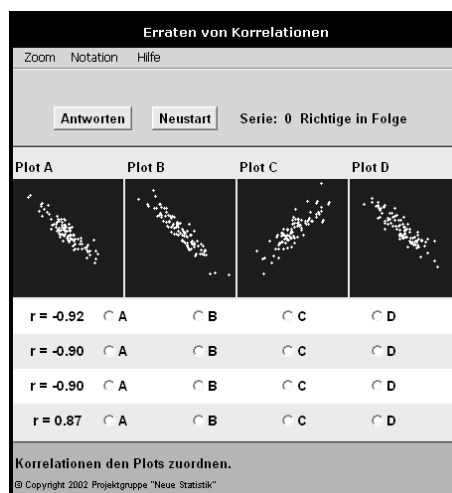 Erraten von Korrelationen
Zoom Notation Hilfe
Antworten Neustart Serie: 0 Richtige in Folge
Plot A Plot B Plot C Plot D
r = -0.92 A B C D
r = -0.90 A B C D
r = -0.90 A B C D
r = 0.87 A B C D
Korrelationen den Plots zuordnen.
© Copyright 2002 Projektgruppe "Neue Statistik"